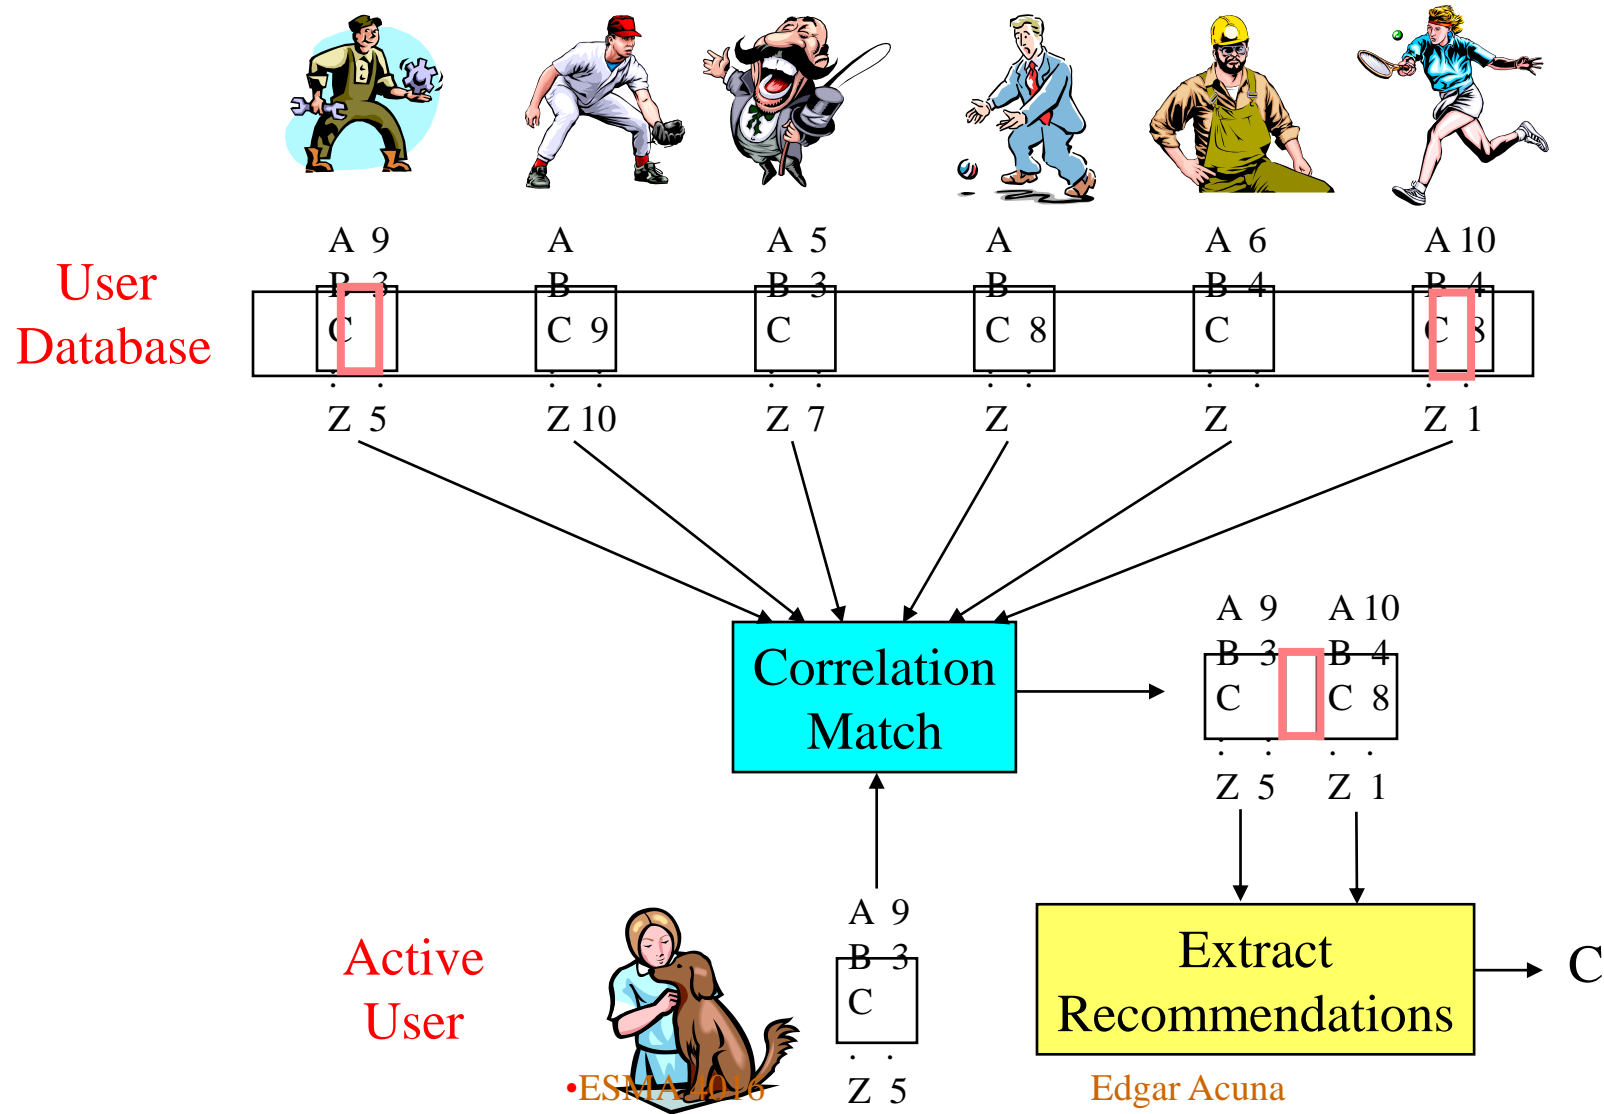 User
Database
A 9
B 3
C
. .
Z 5
A
B
C 9
. .
Z 10
A 5
B 3
C
. .
Z 7
A
B
C 8
. .
Z
A 6
B 4
C
. .
Z
A 10
B 4
C 8
. .
Z 1
Correlation
Match
A 9
B 3
C
. .
Z 5
A 10
B 4
C 8
. .
Z 1
Active
User
A 9
B 3
C
. .
Z 5
Extract
Recommendations
C
•ESMA 4016
Edgar Acuna